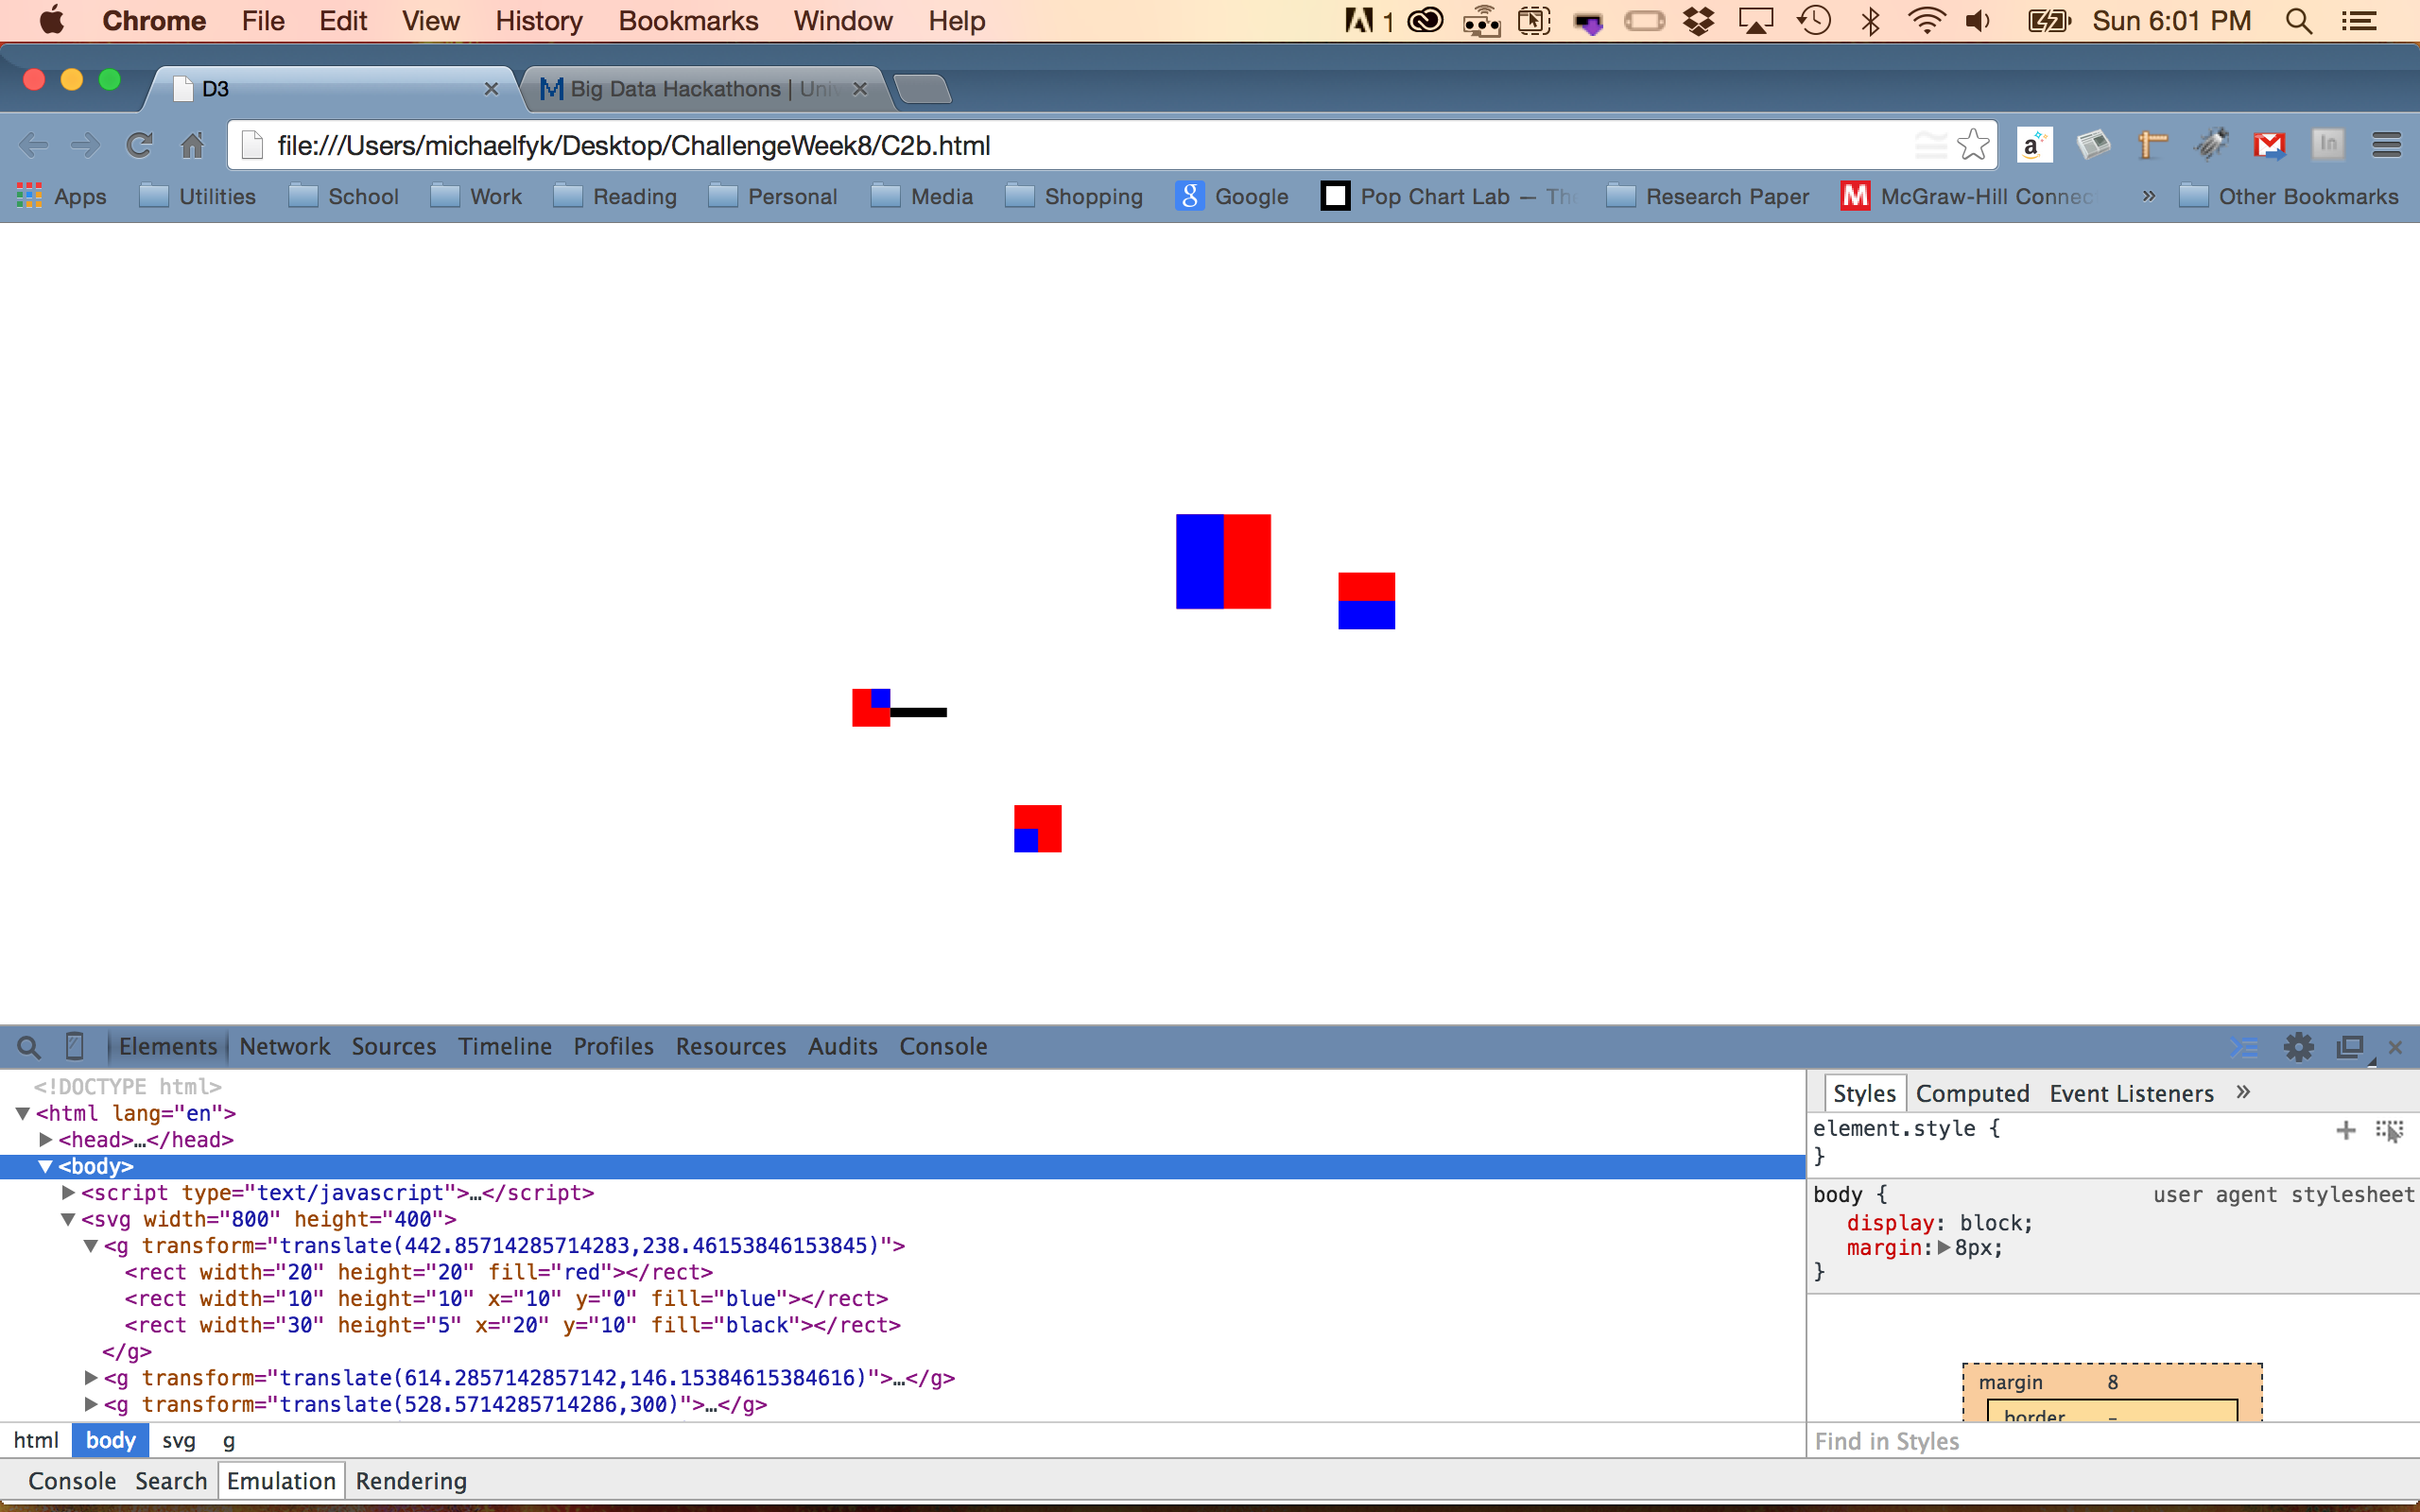 Chrome File Edit View History Bookmarks Window Help 1 Sun 6:01 PM
D3 Big Data Hackathons | Univ
file:///Users/michaelfyk/Desktop/ChallengeWeek8/C2b.html
Apps Utilities School Work Reading Personal Media Shopping Google Pop Chart Lab — The Research Paper McGraw-Hill Connec » Other Bookmarks
Elements Network Sources Timeline Profiles Resources Audits Console
<!DOCTYPE html>
<html lang="en">
<head>…</head>
<body>
<script type="text/javascript">…</script>
<svg width="800" height="400">
<g transform="translate(442.85714285714283,238.46153846153845)">
<rect width="20" height="20" fill="red"></rect>
<rect width="10" height="10" x="10" y="0" fill="blue"></rect>
<rect width="30" height="5" x="20" y="10" fill="black"></rect>
</g>
<g transform="translate(614.2857142857142,146.15384615384616)">…</g>
<g transform="translate(528.5714285714286,300)">…</g>
html body svg g
Console Search Emulation Rendering
Styles Computed Event Listeners »
element.style {
}
body { user agent stylesheet
display: block;
margin: 8px;
}
margin 8
border -
Find in Styles